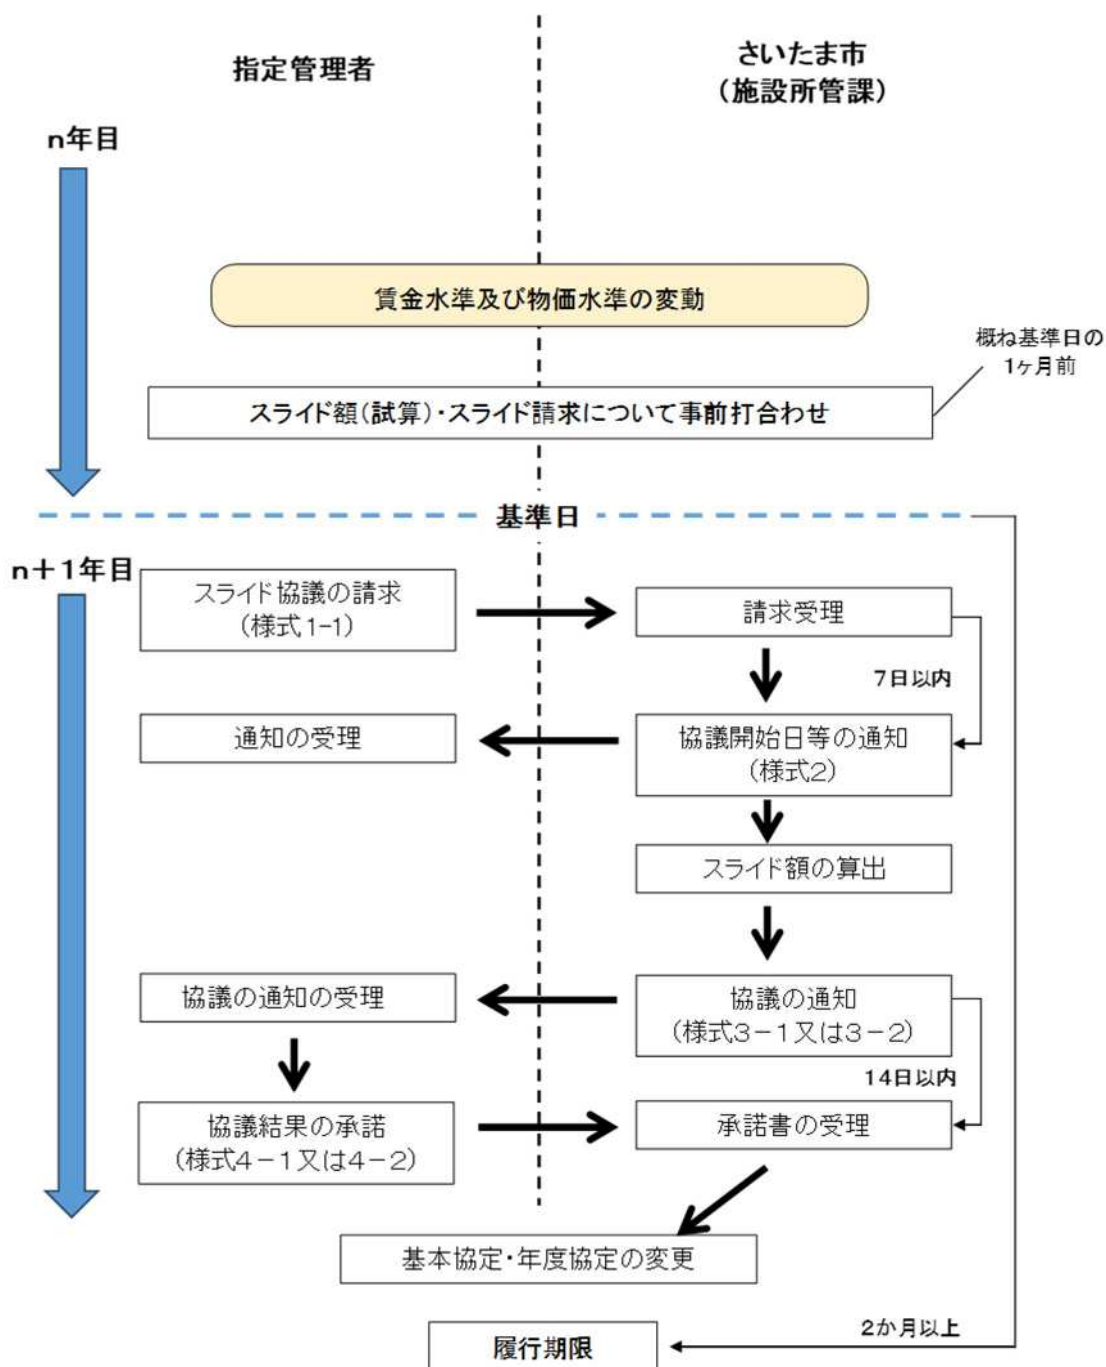 指定管理者
さいたま市
（施設所管課）
n年目
賃金水準及び物価水準の変動
概ね基準日の
1ヶ月前
スライド額（試算）・スライド請求について事前打合わせ
基準日
n＋1年目
スライド協議の請求
（様式1-1）
請求受理
7日以内
通知の受理
協議開始日等の通知
（様式2）
スライド額の算出
協議の通知の受理
協議の通知
（様式3－1又は3－2）
14日以内
協議結果の承諾
（様式4－1又は4－2）
承諾書の受理
基本協定・年度協定の変更
2か月以上
履行期限